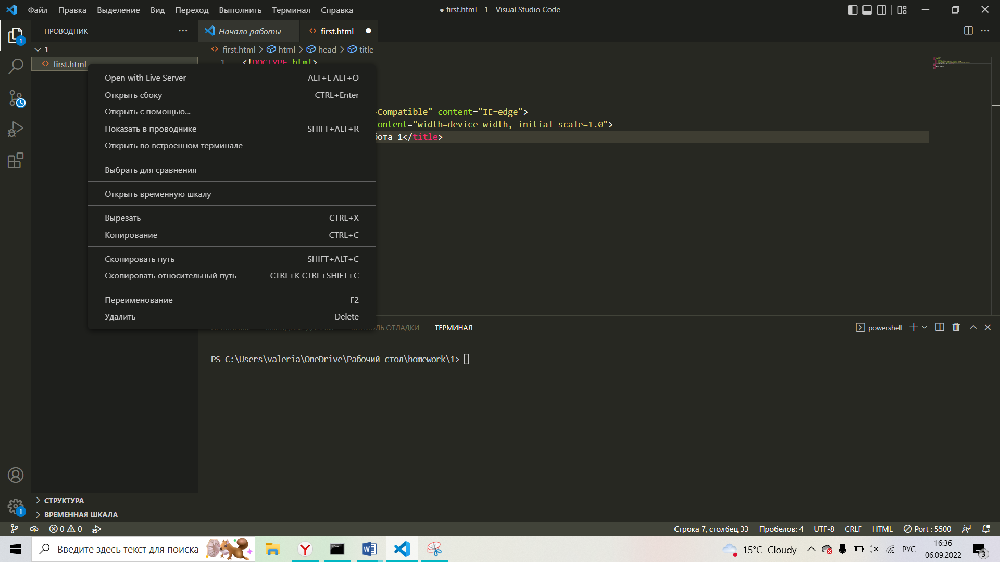 Файл Правка Выделение Вид Переход Выполнить Терминал Справка
● first.html - 1 - Visual Studio Code
ПРОВОДНИК
Начало работы
first.html
1
first.html > html > head > title
first.html
1 <!DOCTYPE html>
Open with Live Server ALT+L ALT+O
Открыть сбоку CTRL+Enter
Открыть с помощью...
-Compatible" content="IE=edge">
Показать в проводнике SHIFT+ALT+R
content="width=device-width, initial-scale=1.0">
бота 1</title>
Открыть во встроенном терминале
Выбрать для сравнения
Открыть временную шкалу
Вырезать CTRL+X
Копирование CTRL+C
Скопировать путь SHIFT+ALT+C
Скопировать относительный путь CTRL+K CTRL+SHIFT+C
Переименование F2
Удалить Delete
ОТЛАДКИ ТЕРМИНАЛ
powershell
PS C:\Users\valeria\OneDrive\Рабочий стол\homework\1>
СТРУКТУРА
ВРЕМЕННАЯ ШКАЛА
1
1
0 0
Строка 7, столбец 33 Пробелов: 4 UTF-8 CRLF HTML Port : 5500
Введите здесь текст для поиска
15°C Cloudy
РУС
16:36
06.09.2022
3